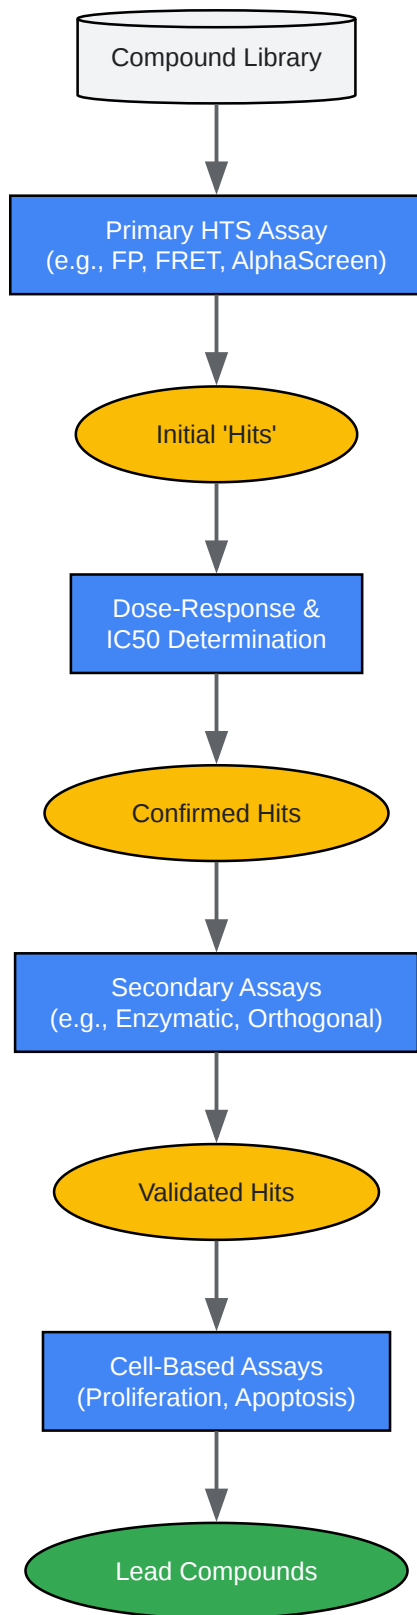 Compound Library
Primary HTS Assay
(e.g., FP, FRET, AlphaScreen)
Initial 'Hits'
Dose-Response &
IC50 Determination
Confirmed Hits
Secondary Assays
(e.g., Enzymatic, Orthogonal)
Validated Hits
Cell-Based Assays
(Proliferation, Apoptosis)
Lead Compounds